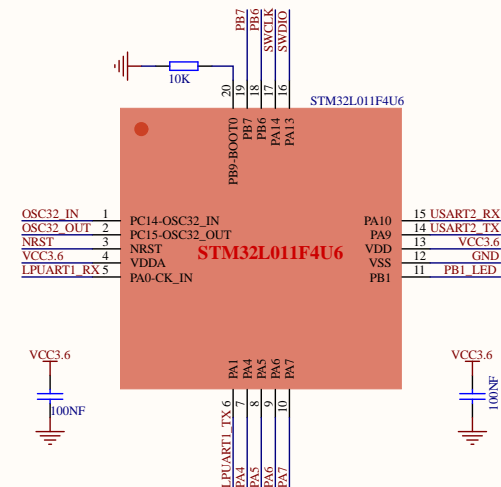 PB7
PB6
SWCLK
SWDIO
10K
20
19
18
17
16
STM32L011F4U6
PB9-BOOT0
PB7
PB6
PA14
PA13
OSC32_IN 1 PC14-OSC32_IN
OSC32_OUT 2 PC15-OSC32_OUT
NRST 3 NRST
VCC3.6 4 VDDA
LPUART1_RX 5 PA0-CK_IN
STM32L011F4U6
PA10 15 USART2_RX
PA9 14 USART2_TX
VDD 13 VCC3.6
VSS 12 GND
PB1 11 PB1_LED
PA1
PA4
PA5
PA6
PA7
6
7
8
9
10
LPUART1_TX
PA4
PA5
PA6
PA7
VCC3.6
100NF
VCC3.6
100NF